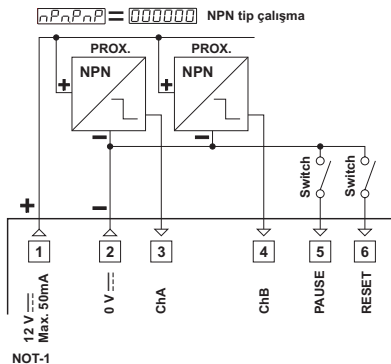 nPnPnP = 000000 NPN tip çalışma
PROX. PROX.
NPN NPN
+ +
− −
Switch Switch
+ −
1 2 3 4 5 6
12 V Max. 50mA
0 V
ChA
ChB
PAUSE
RESET
NOT-1